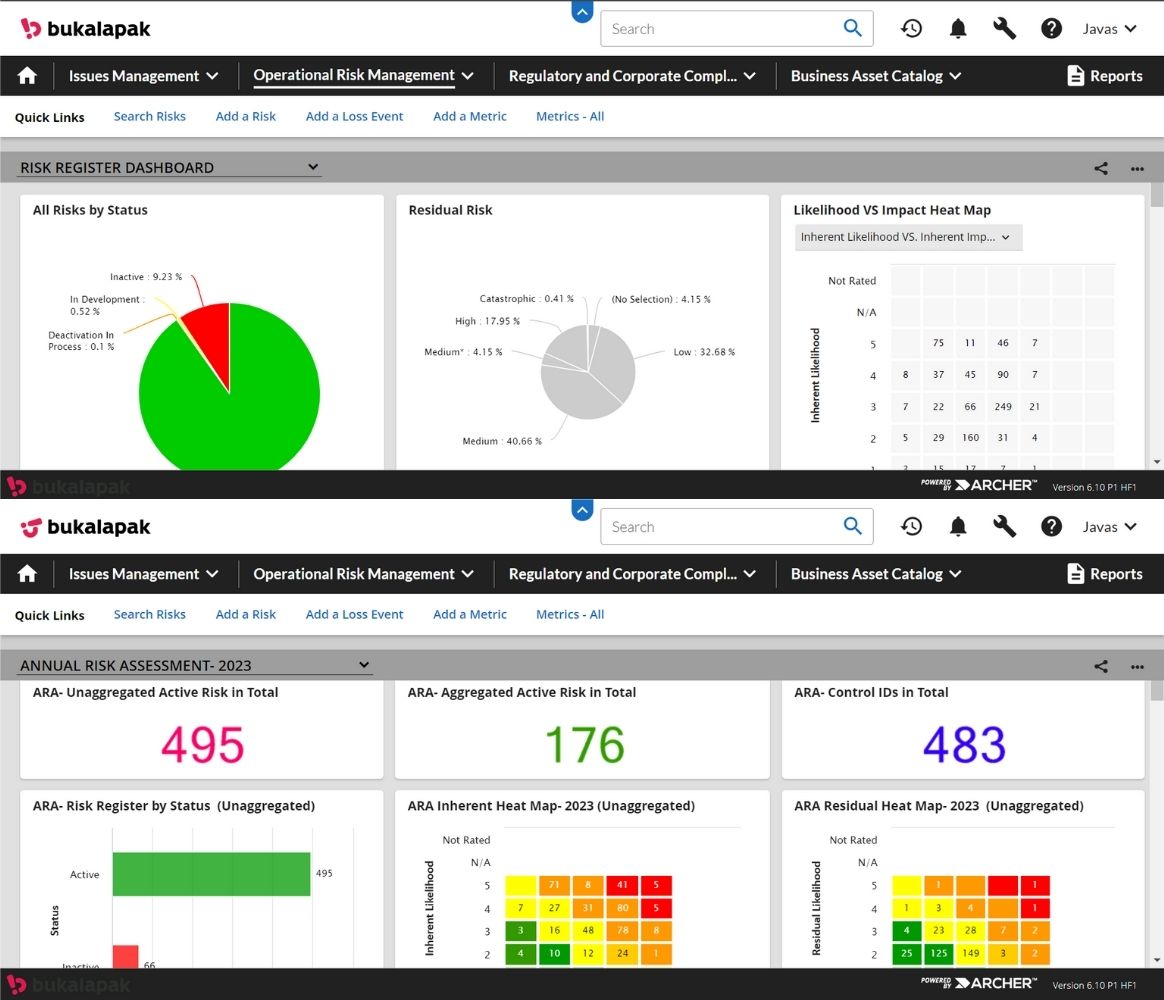 bukalapak
Search
Javas
Issues Management
Operational Risk Management
Regulatory and Corporate Compl...
Business Asset Catalog
Reports
Quick Links
Search Risks
Add a Risk
Add a Loss Event
Add a Metric
Metrics - All
RISK REGISTER DASHBOARD
All Risks by Status
Inactive : 9.23 %
In Development :
0.52 %
Deactivation In
Process : 0.1 %
Residual Risk
Catastrophic : 0.41 %
(No Selection) : 4.15 %
High : 17.95 %
Medium* : 4.15 %
Low : 32.68 %
Medium : 40.66 %
Likelihood VS Impact Heat Map
Inherent Likelihood VS. Inherent Imp...
Inherent Likelihood
Not Rated
N/A
5 75 11 46 7
4 8 37 45 90 7
3 7 22 66 249 21
2 5 29 160 31 4
1 3 15 17 7 1
bukalapak
POWERED BY ARCHER™
Version 6.10 P1 HF1
bukalapak
Search
Javas
Issues Management
Operational Risk Management
Regulatory and Corporate Compl...
Business Asset Catalog
Reports
Quick Links
Search Risks
Add a Risk
Add a Loss Event
Add a Metric
Metrics - All
ANNUAL RISK ASSESSMENT- 2023
ARA- Unaggregated Active Risk in Total
495
ARA- Aggregated Active Risk in Total
176
ARA- Control IDs in Total
483
ARA- Risk Register by Status (Unaggregated)
Status
Active 495
Inactive 66
ARA Inherent Heat Map- 2023 (Unaggregated)
Inherent Likelihood
Not Rated
N/A
5 71 8 41 5
4 7 27 31 80 5
3 3 16 48 78 8
2 4 10 12 24 1
ARA Residual Heat Map- 2023 (Unaggregated)
Residual Likelihood
Not Rated
N/A
5 1 1
4 1 3 4 1
3 4 23 28 7 2
2 25 125 149 3 2
bukalapak
POWERED BY ARCHER™
Version 6.10 P1 HF1